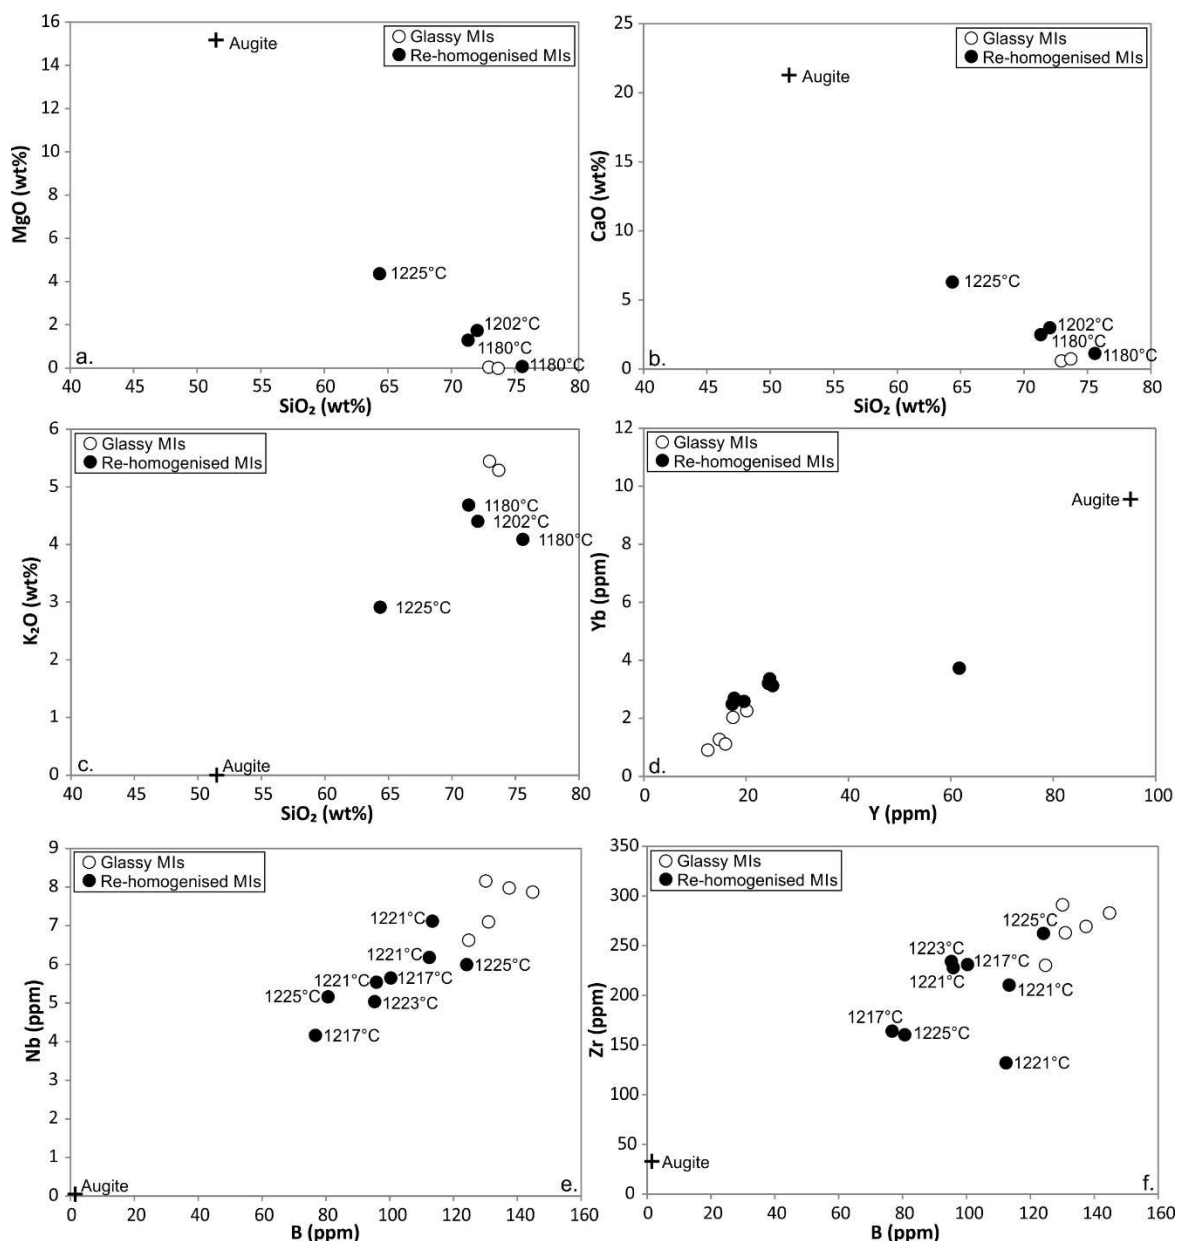 16
14
12
10
8
6
4
2
0
MgO (wt%)
Augite
Glassy MIs
Re-homogenised MIs
1225°C
1202°C
1180°C
1180°C
a.
40 45 50 55 60 65 70 75 80
SiO₂ (wt%)
25
20
15
10
5
0
CaO (wt%)
Augite
Glassy MIs
Re-homogenised MIs
1225°C
1202°C
1180°C
1180°C
b.
40 45 50 55 60 65 70 75 80
SiO₂ (wt%)
6
5
4
3
2
1
0
K₂O (wt%)
Glassy MIs
Re-homogenised MIs
1180°C
1202°C
1180°C
1225°C
Augite
c.
40 45 50 55 60 65 70 75 80
SiO₂ (wt%)
12
10
8
6
4
2
0
Yb (ppm)
Glassy MIs
Re-homogenised MIs
Augite
d.
0 20 40 60 80 100
Y (ppm)
9
8
7
6
5
4
3
2
1
0
Nb (ppm)
Glassy MIs
Re-homogenised MIs
1221°C
1221°C
1225°C
1221°C
1217°C
1225°C
1223°C
1217°C
Augite
e.
0 20 40 60 80 100 120 140 160
B (ppm)
350
300
250
200
150
100
50
0
Zr (ppm)
Glassy MIs
Re-homogenised MIs
1225°C
1223°C
1217°C
1221°C
1221°C
1217°C
1225°C
1221°C
Augite
f.
0 20 40 60 80 100 120 140 160
B (ppm)